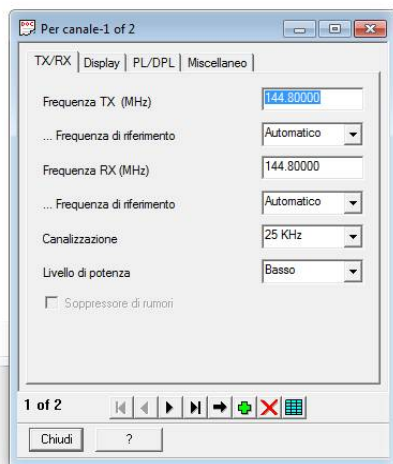 Per canale-1 of 2
TX/RX Display PL/DPL Miscellaneo
Frequenza TX (MHz) 144.80000
... Frequenza di riferimento Automatico
Frequenza RX (MHz) 144.80000
... Frequenza di riferimento Automatico
Canalizzazione 25 KHz
Livello di potenza Basso
Soppressore di rumori
1 of 2
Chiudi ?